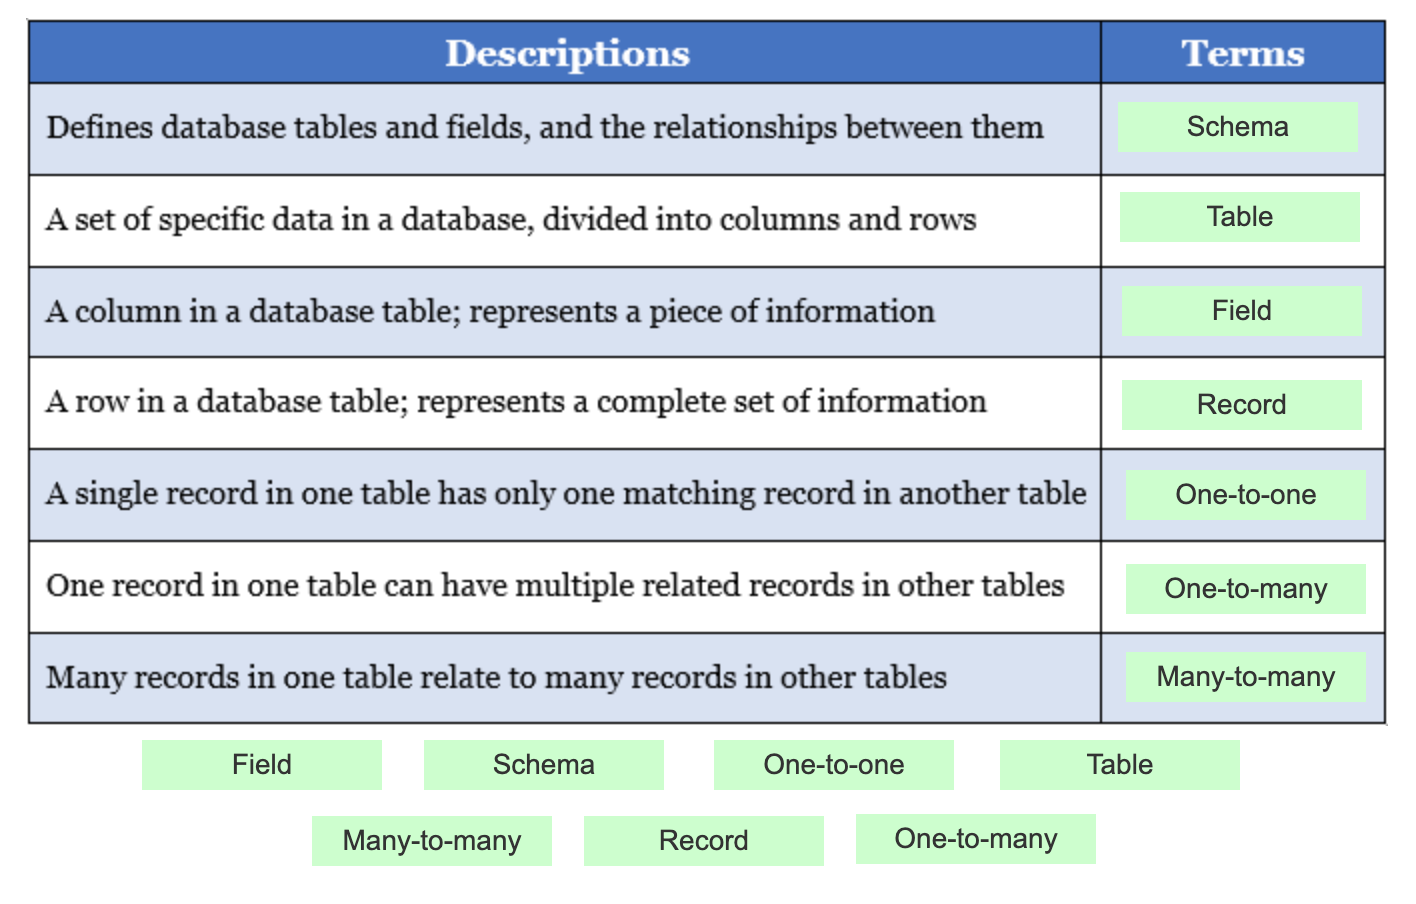 Descriptions Terms
Defines database tables and fields, and the relationships between them Schema
A set of specific data in a database, divided into columns and rows Table
A column in a database table; represents a piece of information Field
A row in a database table; represents a complete set of information Record
A single record in one table has only one matching record in another table One-to-one
One record in one table can have multiple related records in other tables One-to-many
Many records in one table relate to many records in other tables Many-to-many
Field Schema One-to-one Table
Many-to-many Record One-to-many